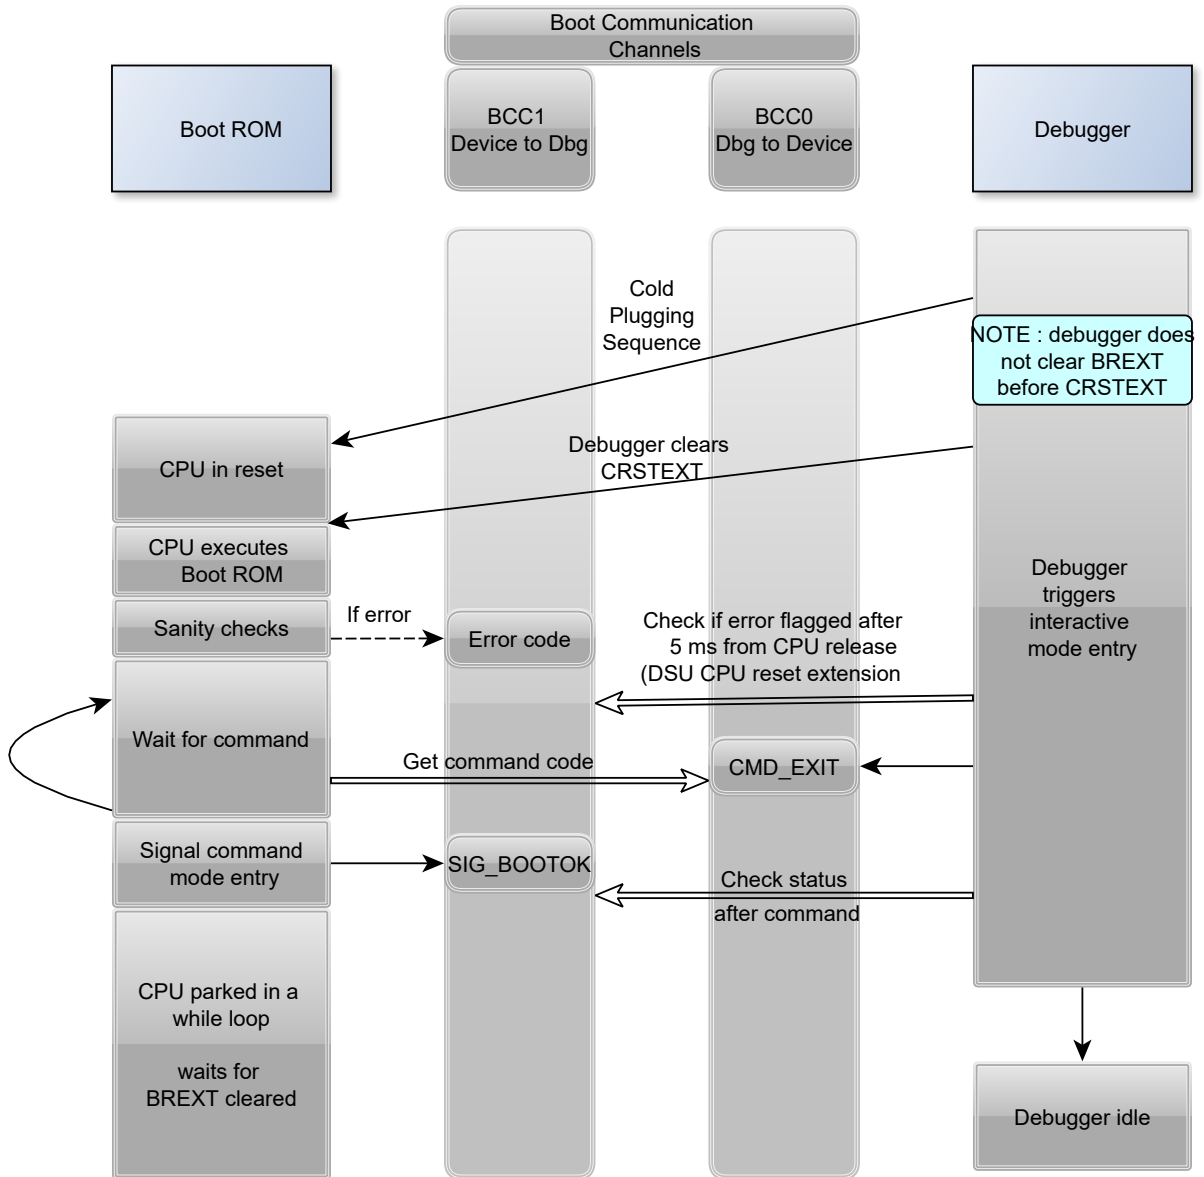 Boot Communication
Channels
Boot ROM
BCC1
Device to Dbg
BCC0
Dbg to Device
Debugger
Cold
Plugging
Sequence
NOTE : debugger does
not clear BREXT
before CRSTEXT
CPU in reset
Debugger clears
CRSTEXT
CPU executes
Boot ROM
Debugger
triggers
interactive
mode entry
Sanity checks
If error
Error code
Check if error flagged after
5 ms from CPU release
(DSU CPU reset extension
Wait for command
Get command code
CMD_EXIT
Signal command
mode entry
SIG_BOOTOK
Check status
after command
CPU parked in a
while loop
waits for
BREXT cleared
Debugger idle